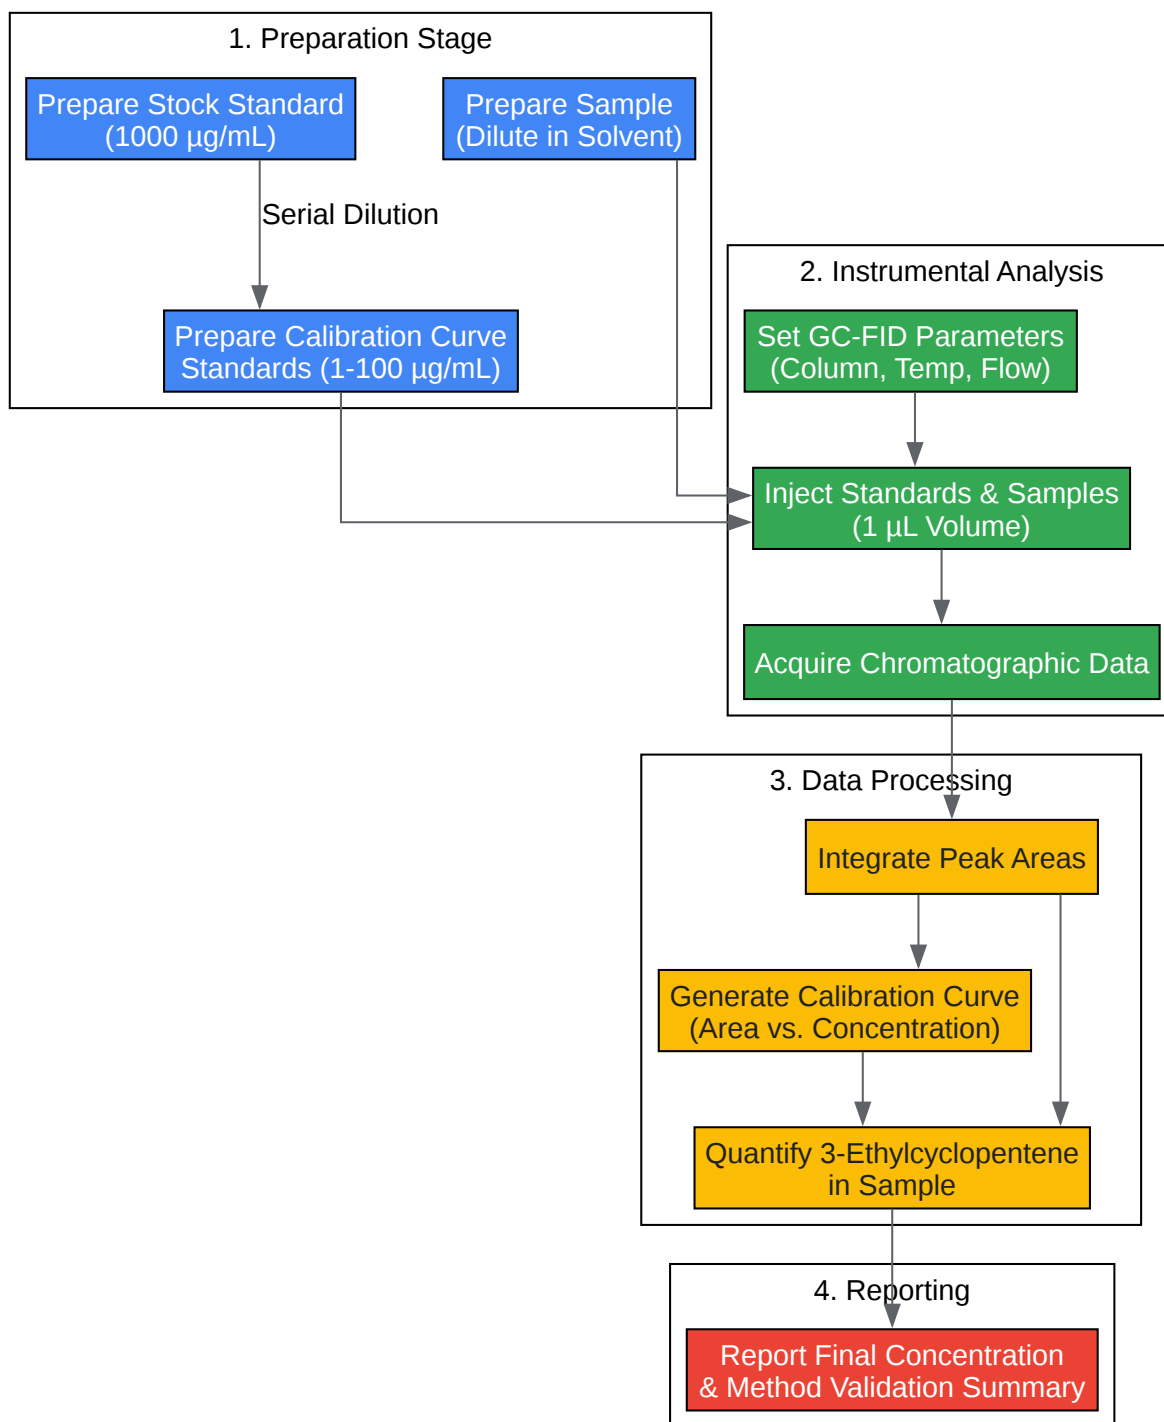 1. Preparation Stage
Prepare Stock Standard
(1000 µg/mL)
Prepare Sample
(Dilute in Solvent)
Serial Dilution
Prepare Calibration Curve
Standards (1-100 µg/mL)
2. Instrumental Analysis
Set GC-FID Parameters
(Column, Temp, Flow)
Inject Standards & Samples
(1 µL Volume)
Acquire Chromatographic Data
3. Data Processing
Integrate Peak Areas
Generate Calibration Curve
(Area vs. Concentration)
Quantify 3-Ethylcyclopentene
in Sample
4. Reporting
Report Final Concentration
& Method Validation Summary